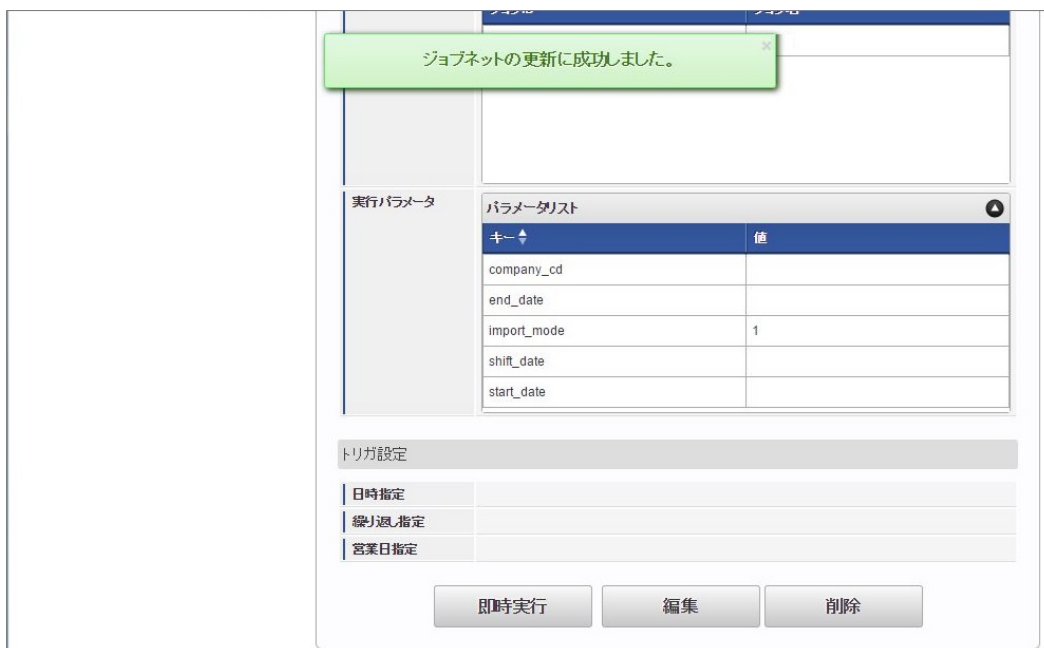 ジョブネットの更新に成功しました。
×
実行パラメータ
パラメータリスト
キー
値
company_cd
end_date
import_mode 1
shift_date
start_date
トリガ設定
日時指定
繰り返し指定
営業日指定
即時実行 編集 削除